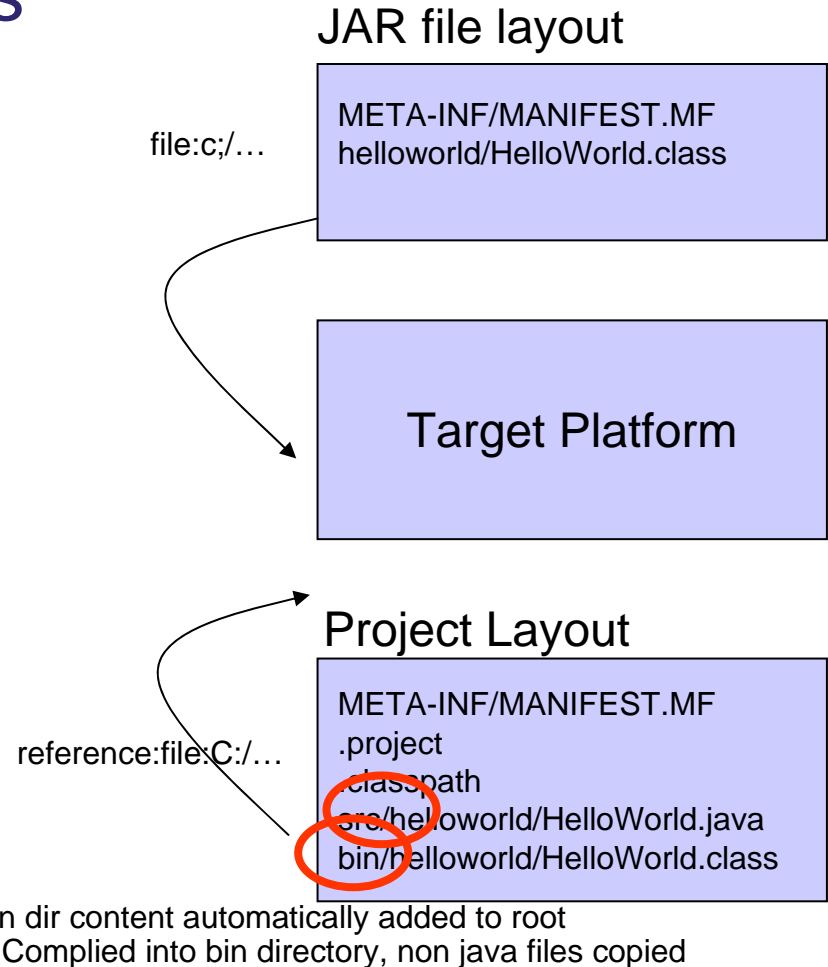 s
JAR file layout
META-INF/MANIFEST.MF
file:c;/…
helloworld/HelloWorld.class
Target Platform
Project Layout
META-INF/MANIFEST.MF
.project
reference:file:C:/…
.classpath
src/helloworld/HelloWorld.java
bin/helloworld/HelloWorld.class
n dir content automatically added to root
Complied into bin directory, non java files copied